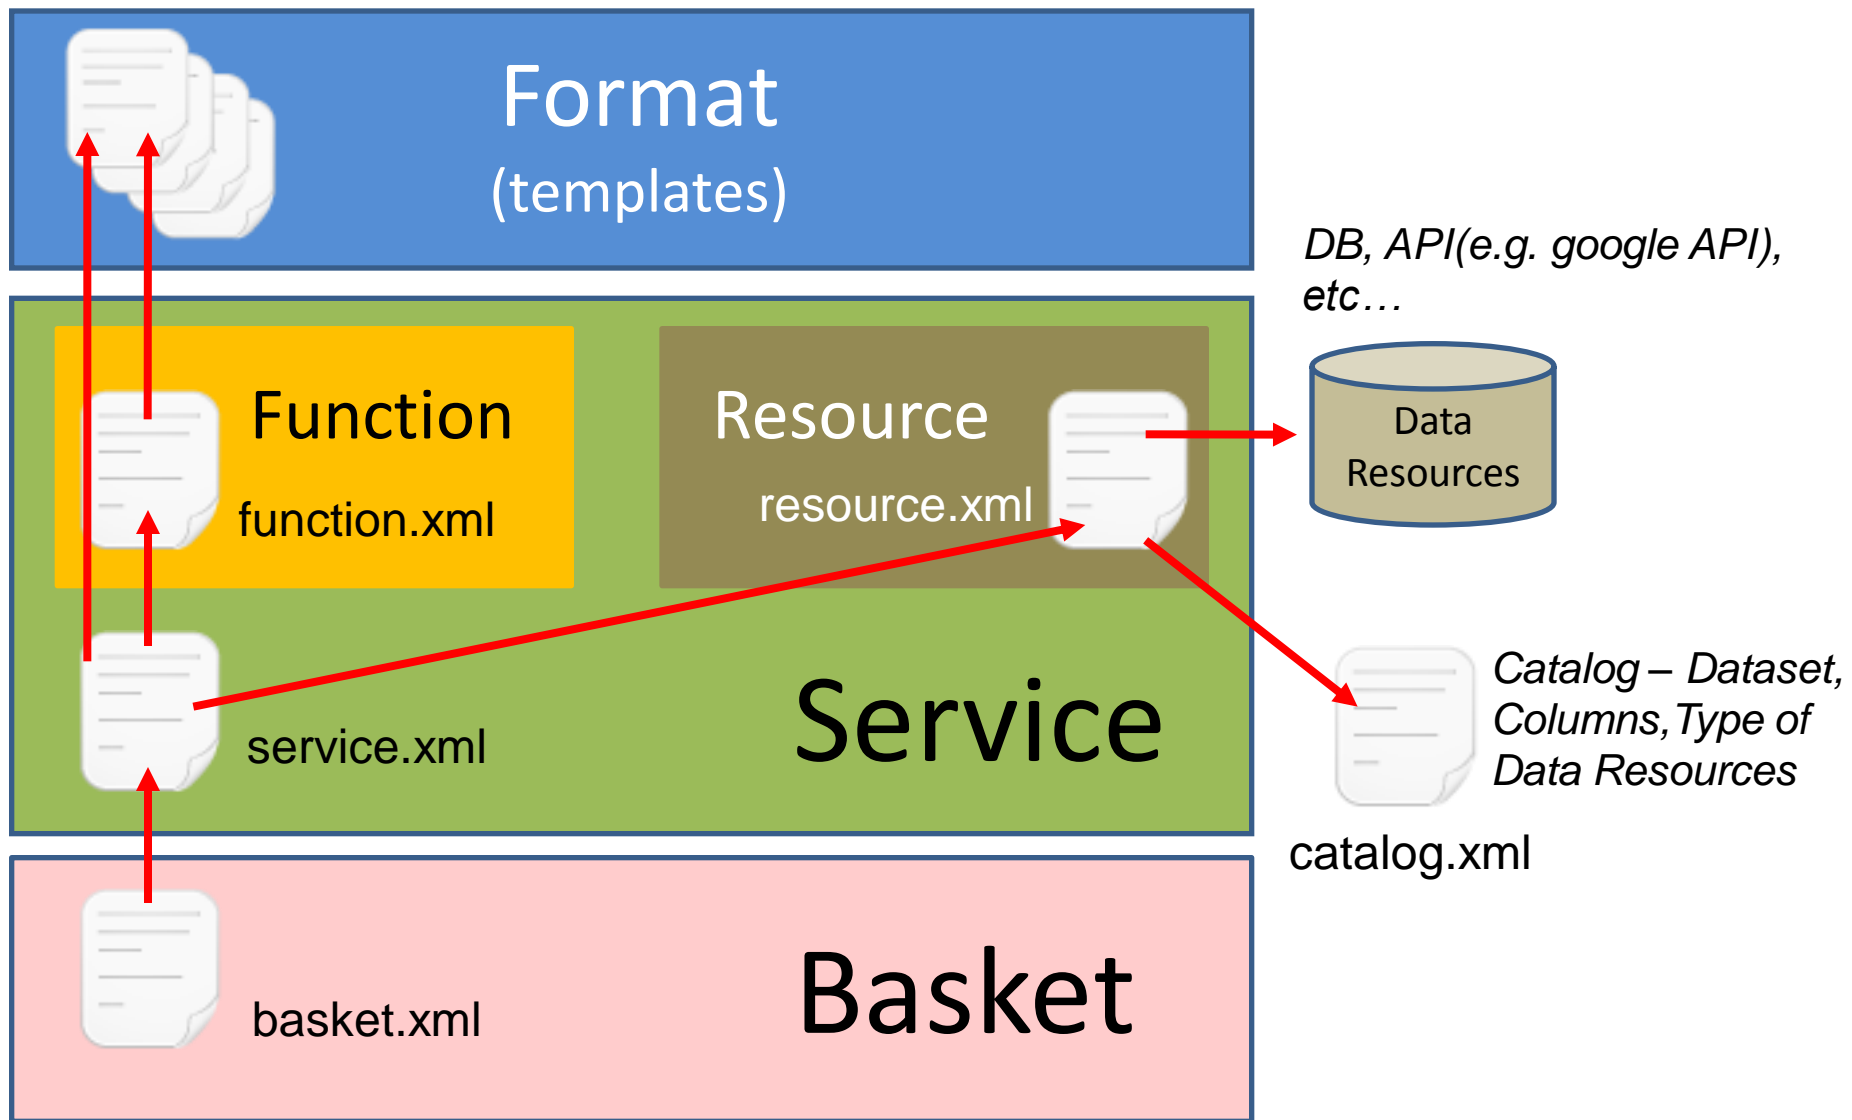 Format
(templates)
DB, API(e.g. google API),
etc…
Function
function.xml
Resource
resource.xml
Data
Resources
service.xml
Service
Catalog – Dataset,
Columns,Type of
Data Resources
catalog.xml
basket.xml
Basket